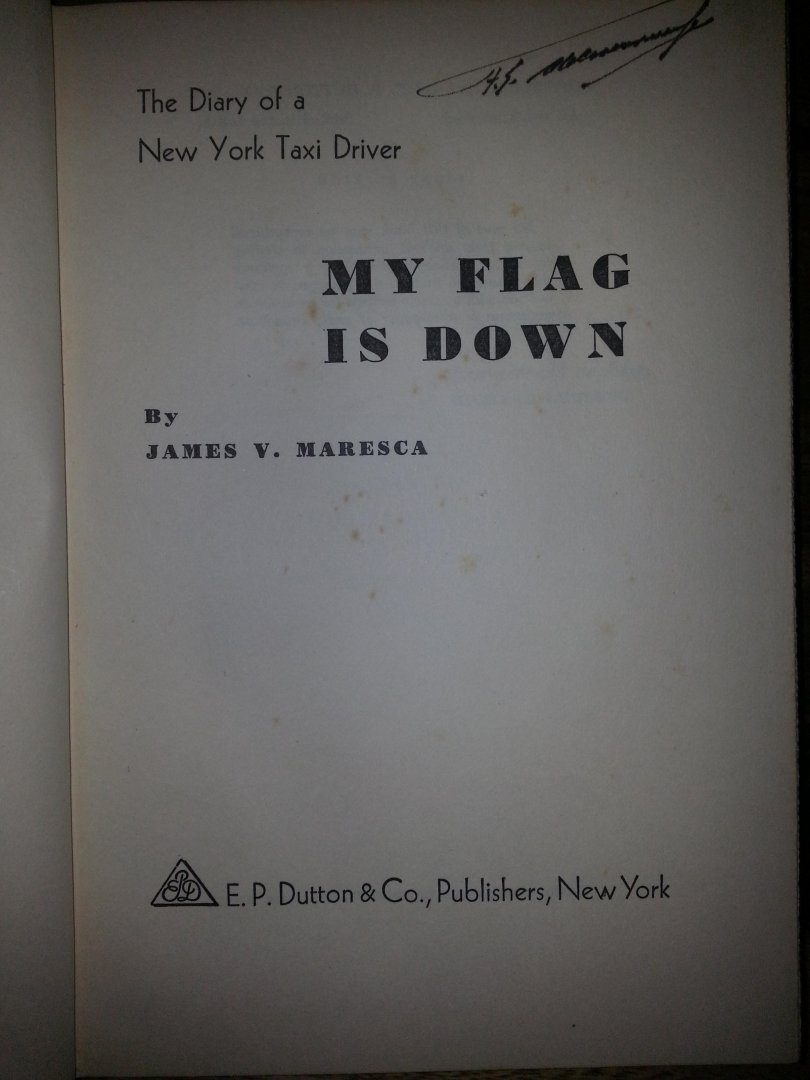 H.J.
The Diary of a
New York Taxi Driver
MY FLAG
IS DOWN
By
JAMES V. MARESCA
EPD
E. P. Dutton & Co., Publishers, New York